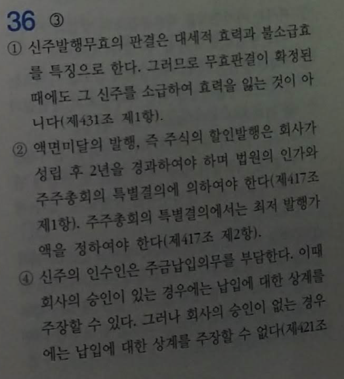 36 ③
① 신주발행무효의 판결은 대세적 효력과 불소급효
를 특징으로 한다. 그러므로 무효판결이 확정된
때에도 그 신주를 소급하여 효력을 잃는 것이 아
니다(제431조 제1항).
② 액면미달의 발행, 즉 주식의 할인발행은 회사가
성립 후 2년을 경과하여야 하며 법원의 인가와
주주총회의 특별결의에 의하여야 한다(제417조
제1항). 주주총회의 특별결의에서는 최저 발행가
액을 정하여야 한다(제417조 제2항).
④ 신주의 인수인은 주금납입의무를 부담한다. 이때
회사의 승인이 있는 경우에는 납입에 대한 상계를
주장할 수 있다. 그러나 회사의 승인이 없는 경우
에는 납입에 대한 상계를 주장할 수 없다(제421조